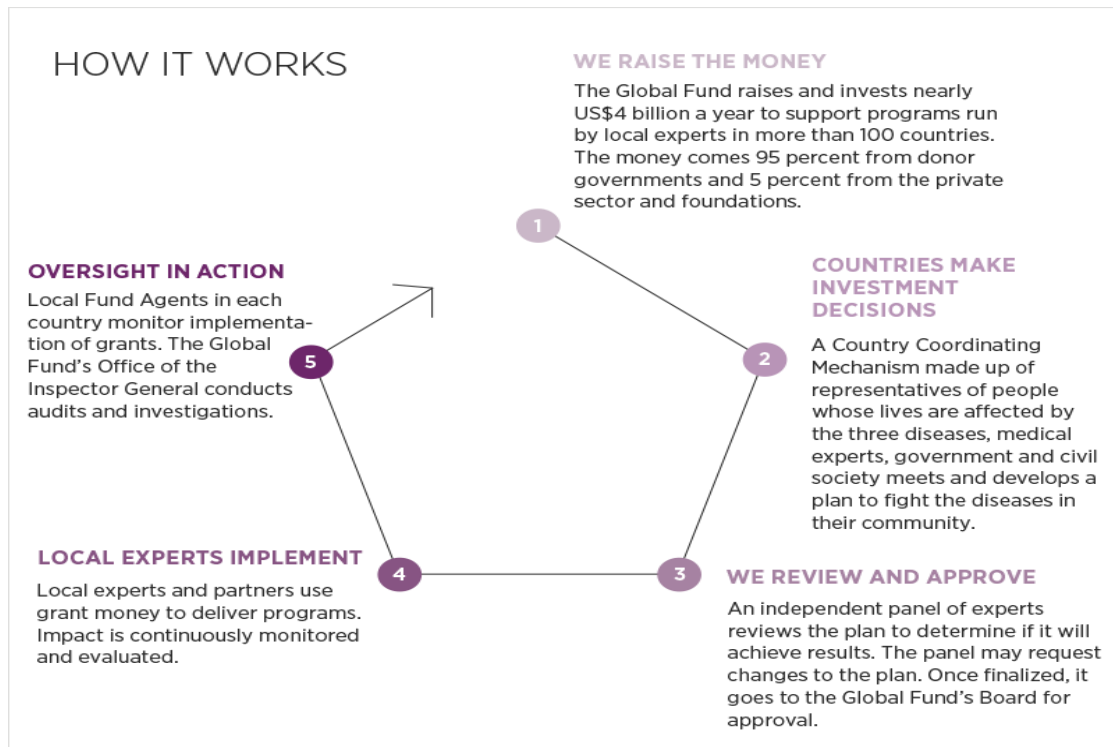 HOW IT WORKS
WE RAISE THE MONEY
The Global Fund raises and invests nearly
US$4 billion a year to support programs run
by local experts in more than 100 countries.
The money comes 95 percent from donor
governments and 5 percent from the private
sector and foundations.
1
COUNTRIES MAKE
INVESTMENT
DECISIONS
2
A Country Coordinating
Mechanism made up of
representatives of people
whose lives are affected by
the three diseases, medical
experts, government and civil
society meets and develops a
plan to fight the diseases in
their community.
3
WE REVIEW AND APPROVE
An independent panel of experts
reviews the plan to determine if it will
achieve results. The panel may request
changes to the plan. Once finalized, it
goes to the Global Fund's Board for
approval.
LOCAL EXPERTS IMPLEMENT
4
Local experts and partners use
grant money to deliver programs.
Impact is continuously monitored
and evaluated.
OVERSIGHT IN ACTION
Local Fund Agents in each
country monitor implementa-
tion of grants. The Global
Fund's Office of the
Inspector General conducts
audits and investigations.
5